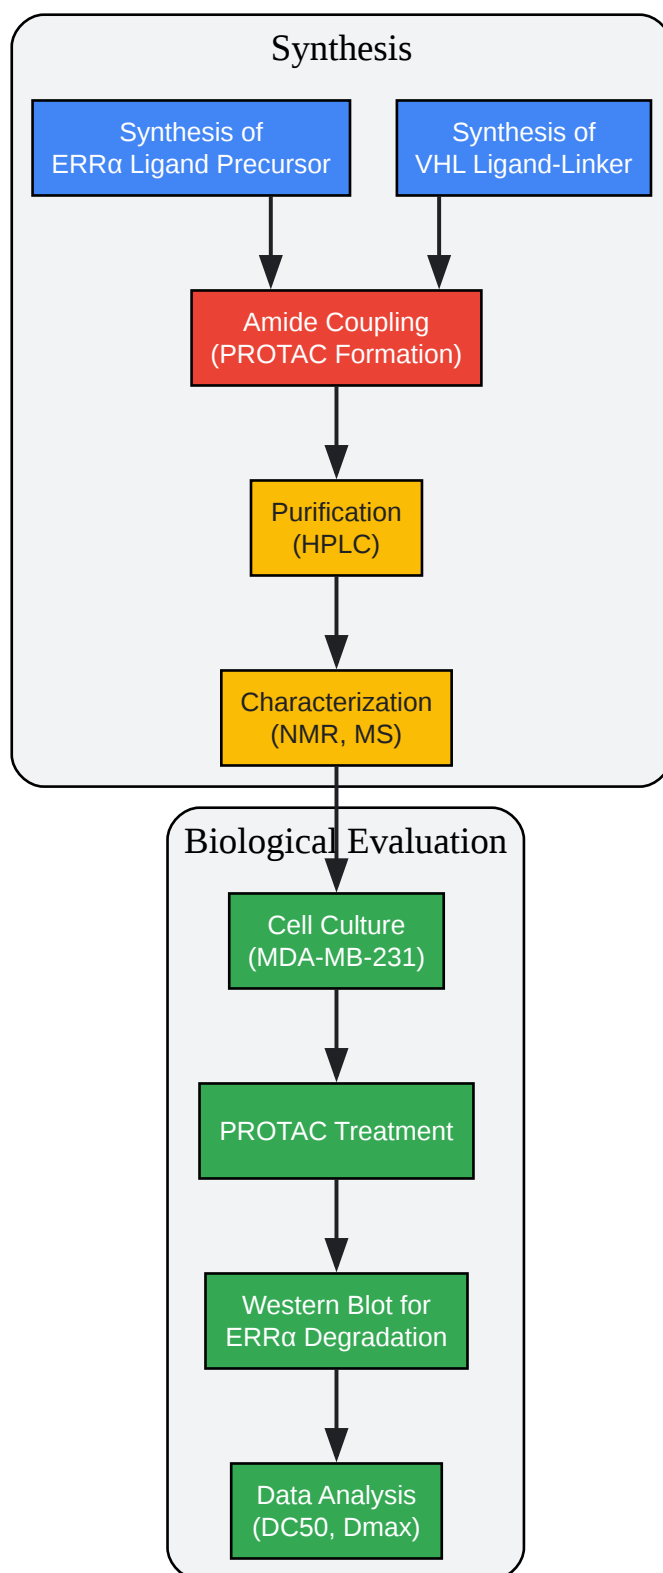 Synthesis
Synthesis of
ERRα Ligand Precursor
Synthesis of
VHL Ligand-Linker
Amide Coupling
(PROTAC Formation)
Purification
(HPLC)
Characterization
(NMR, MS)
Biological Evaluation
Cell Culture
(MDA-MB-231)
PROTAC Treatment
Western Blot for
ERRα Degradation
Data Analysis
(DC50, Dmax)